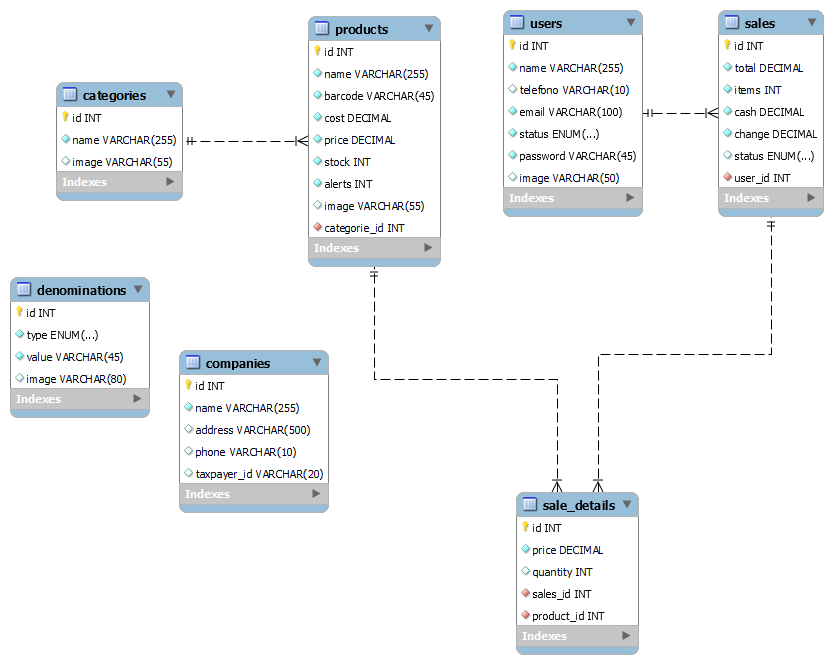 categories
id INT
name VARCHAR(255)
image VARCHAR(55)
Indexes
products
id INT
name VARCHAR(255)
barcode VARCHAR(45)
cost DECIMAL
price DECIMAL
stock INT
alerts INT
image VARCHAR(55)
categorie_id INT
Indexes
users
id INT
name VARCHAR(255)
telefono VARCHAR(10)
email VARCHAR(100)
status ENUM(...)
password VARCHAR(45)
image VARCHAR(50)
Indexes
sales
id INT
total DECIMAL
items INT
cash DECIMAL
change DECIMAL
status ENUM(...)
user_id INT
Indexes
denominations
id INT
type ENUM(...)
value VARCHAR(45)
image VARCHAR(80)
Indexes
companies
id INT
name VARCHAR(255)
address VARCHAR(500)
phone VARCHAR(10)
taxpayer_id VARCHAR(20)
Indexes
sale_details
id INT
price DECIMAL
quantity INT
sales_id INT
product_id INT
Indexes